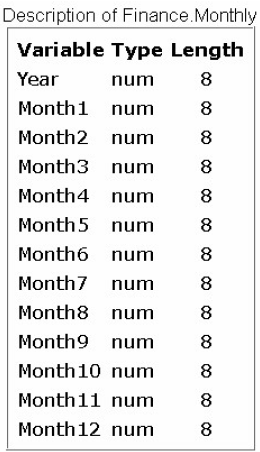 Description of Finance.Monthly
Variable Type Length
Year num 8
Month1 num 8
Month2 num 8
Month3 num 8
Month4 num 8
Month5 num 8
Month6 num 8
Month7 num 8
Month8 num 8
Month9 num 8
Month10 num 8
Month11 num 8
Month12 num 8